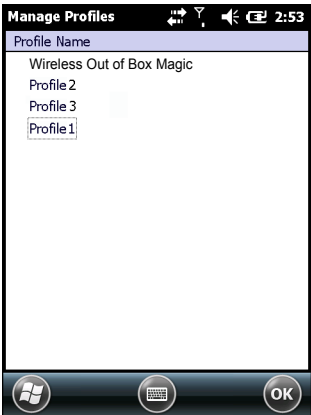 Manage Profiles 2:53
Profile Name
Wireless Out of Box Magic
Profile 2
Profile 3
Profile 1
OK